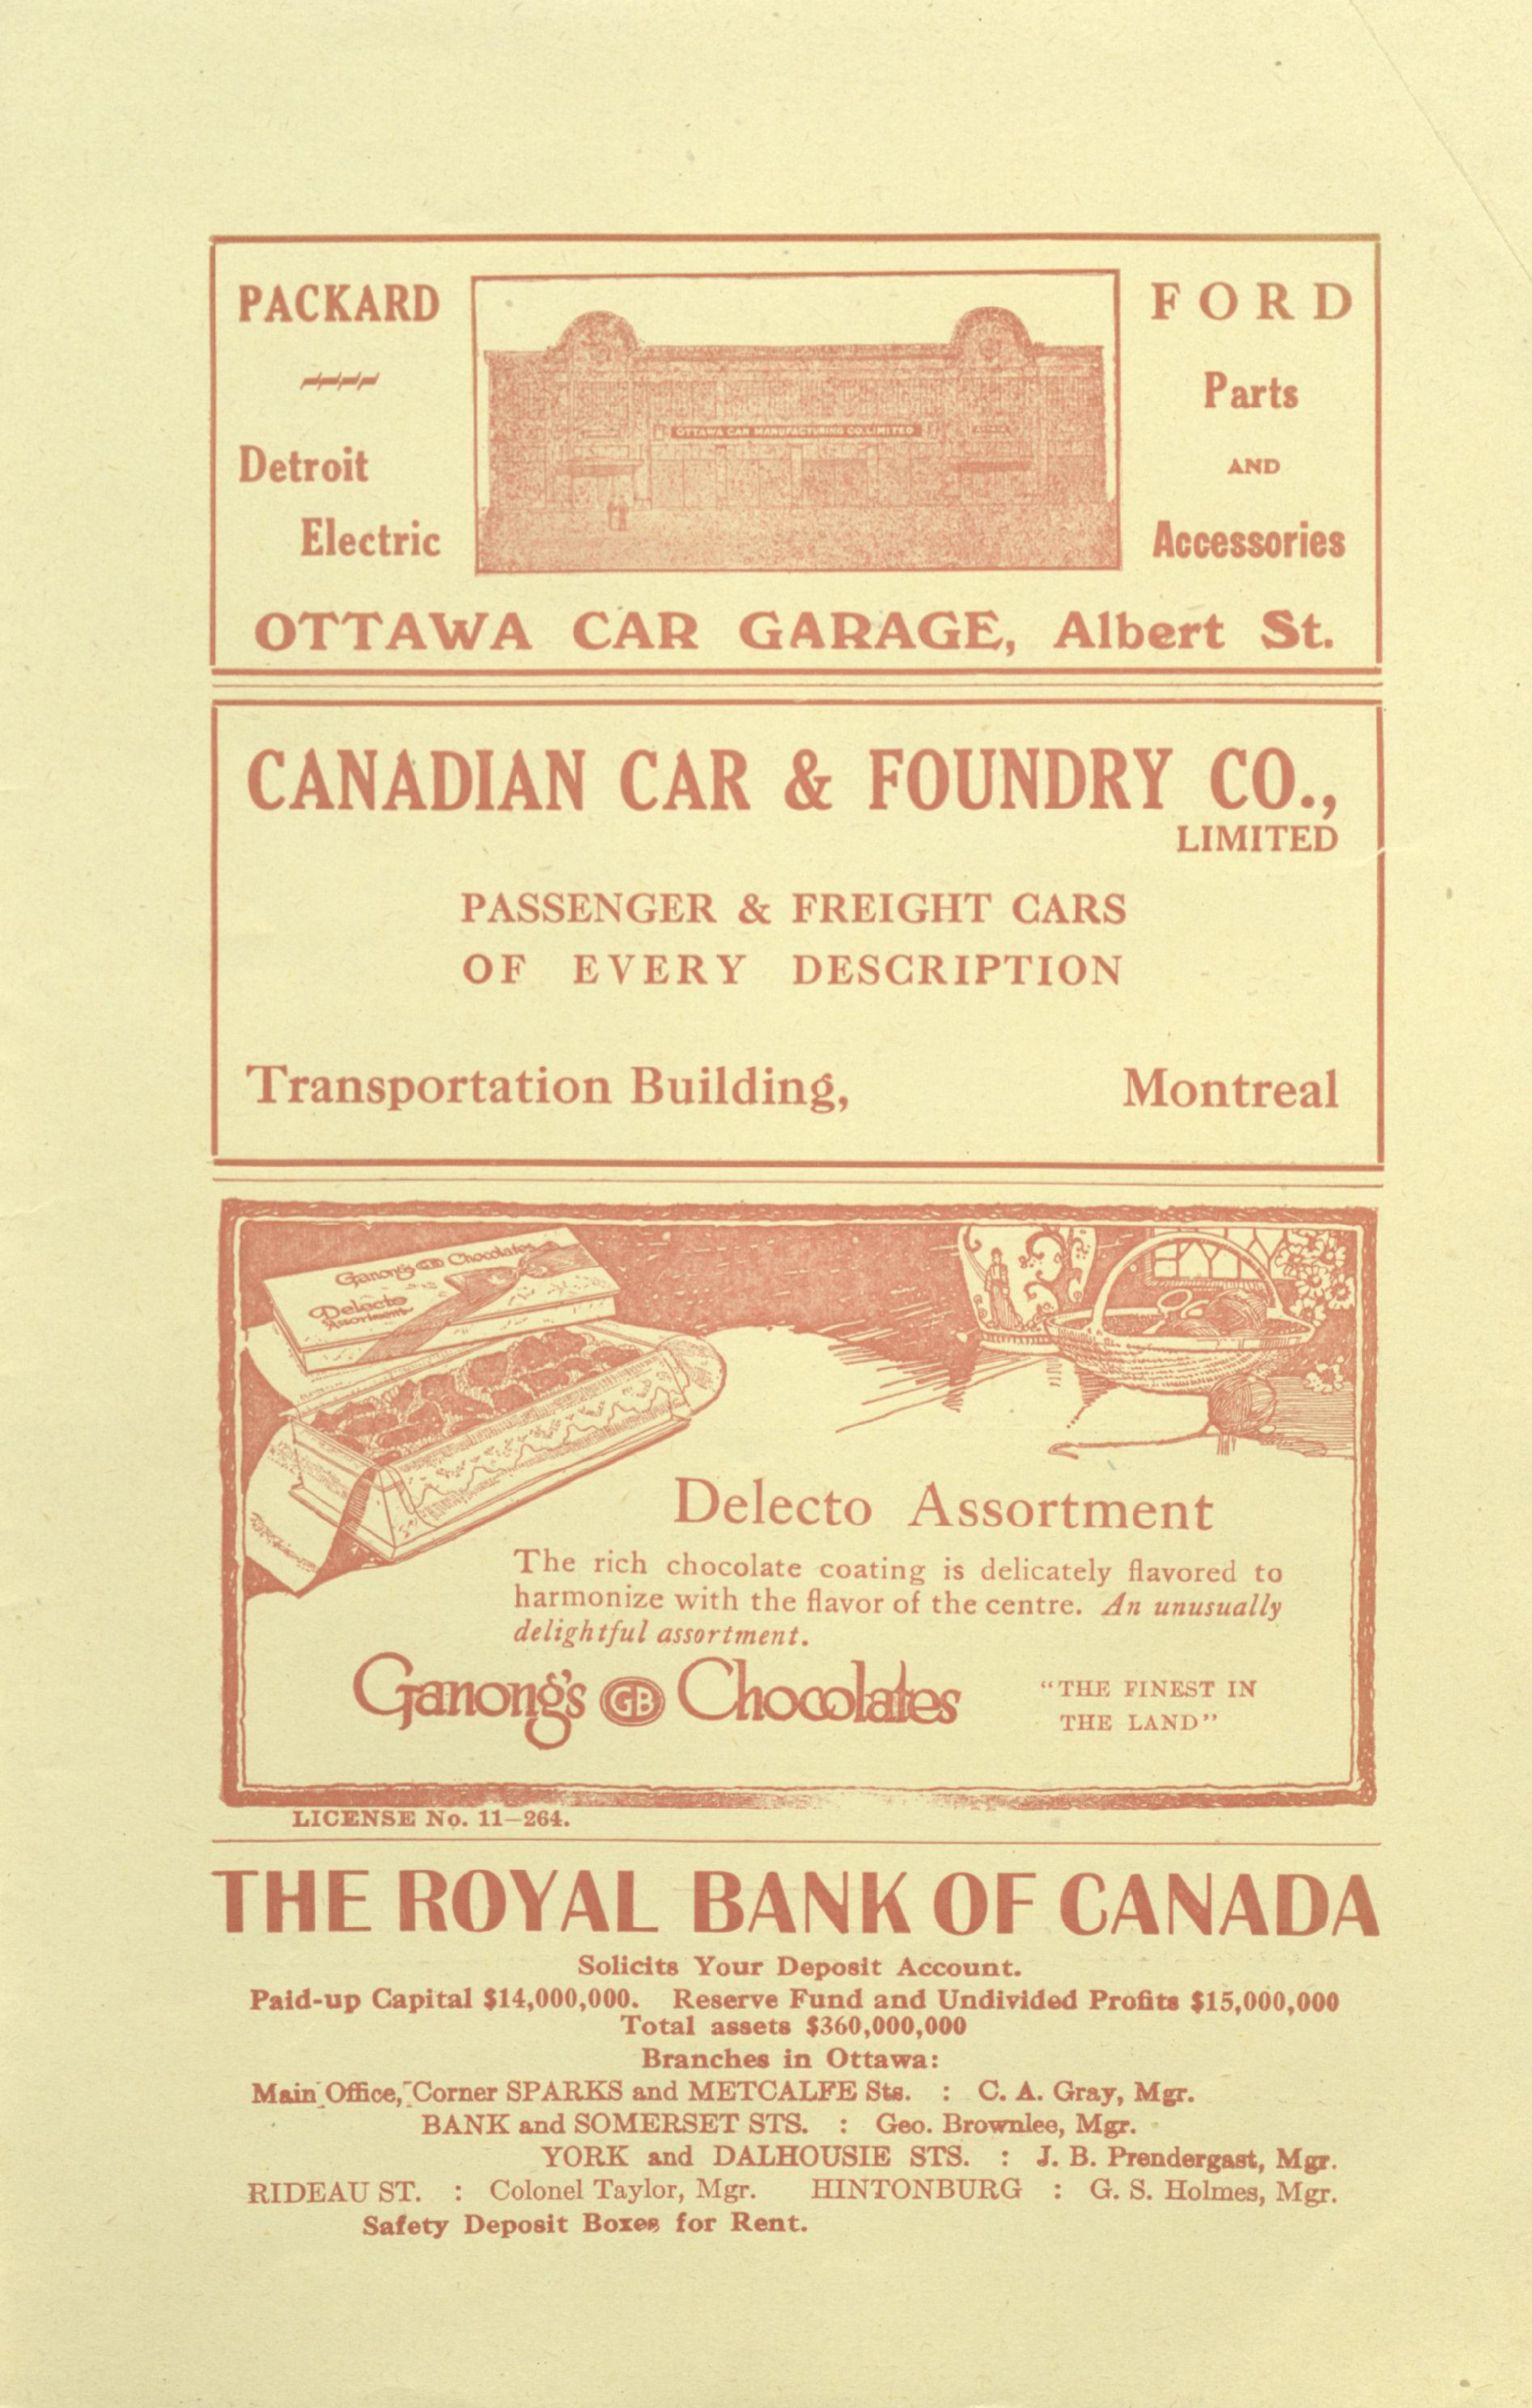 PACKARD
Detroit
Electric
OTTAWA CAR MANUFACTURING CO. LIMITED
FORD
Parts
AND
Accessories
OTTAWA CAR GARAGE, Albert St.
CANADIAN CAR & FOUNDRY CO.,
LIMITED
PASSENGER & FREIGHT CARS
OF EVERY DESCRIPTION
Transportation Building, Montreal
Ganong's GB Chocolates
Delecto
Assortment
Delecto Assortment
The rich chocolate coating is delicately flavored to
harmonize with the flavor of the centre. An unusually
delightful assortment.
Ganong's GB Chocolates
"THE FINEST IN
THE LAND"
LICENSE No. 11-264.
THE ROYAL BANK OF CANADA
Solicits Your Deposit Account.
Paid-up Capital $14,000,000. Reserve Fund and Undivided Profits $15,000,000
Total assets $360,000,000
Branches in Ottawa:
Main Office, Corner SPARKS and METCALFE Sts. : C. A. Gray, Mgr.
BANK and SOMERSET STS. : Geo. Brownlee, Mgr.
YORK and DALHOUSIE STS. : J. B. Prendergast, Mgr.
RIDEAU ST. : Colonel Taylor, Mgr. HINTONBURG : G. S. Holmes, Mgr.
Safety Deposit Boxes for Rent.